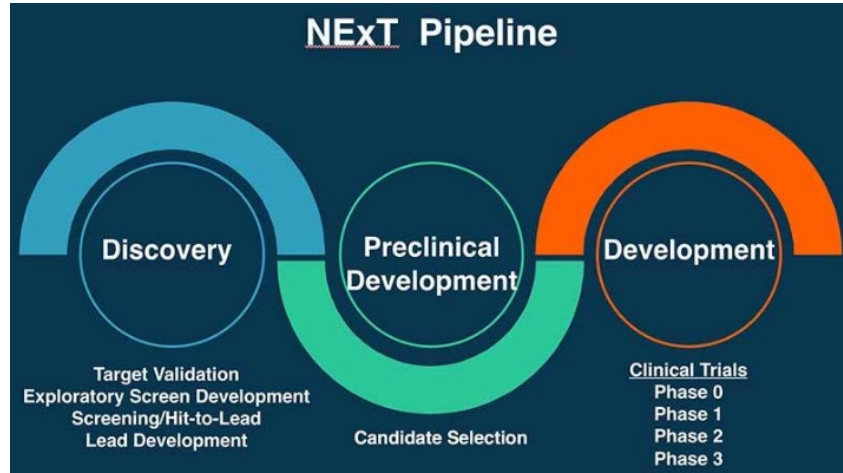 NExT Pipeline
Discovery
Preclinical
Development
Development
Target Validation
Exploratory Screen Development
Screening/Hit-to-Lead
Lead Development
Candidate Selection
Clinical Trials
Phase 0
Phase 1
Phase 2
Phase 3